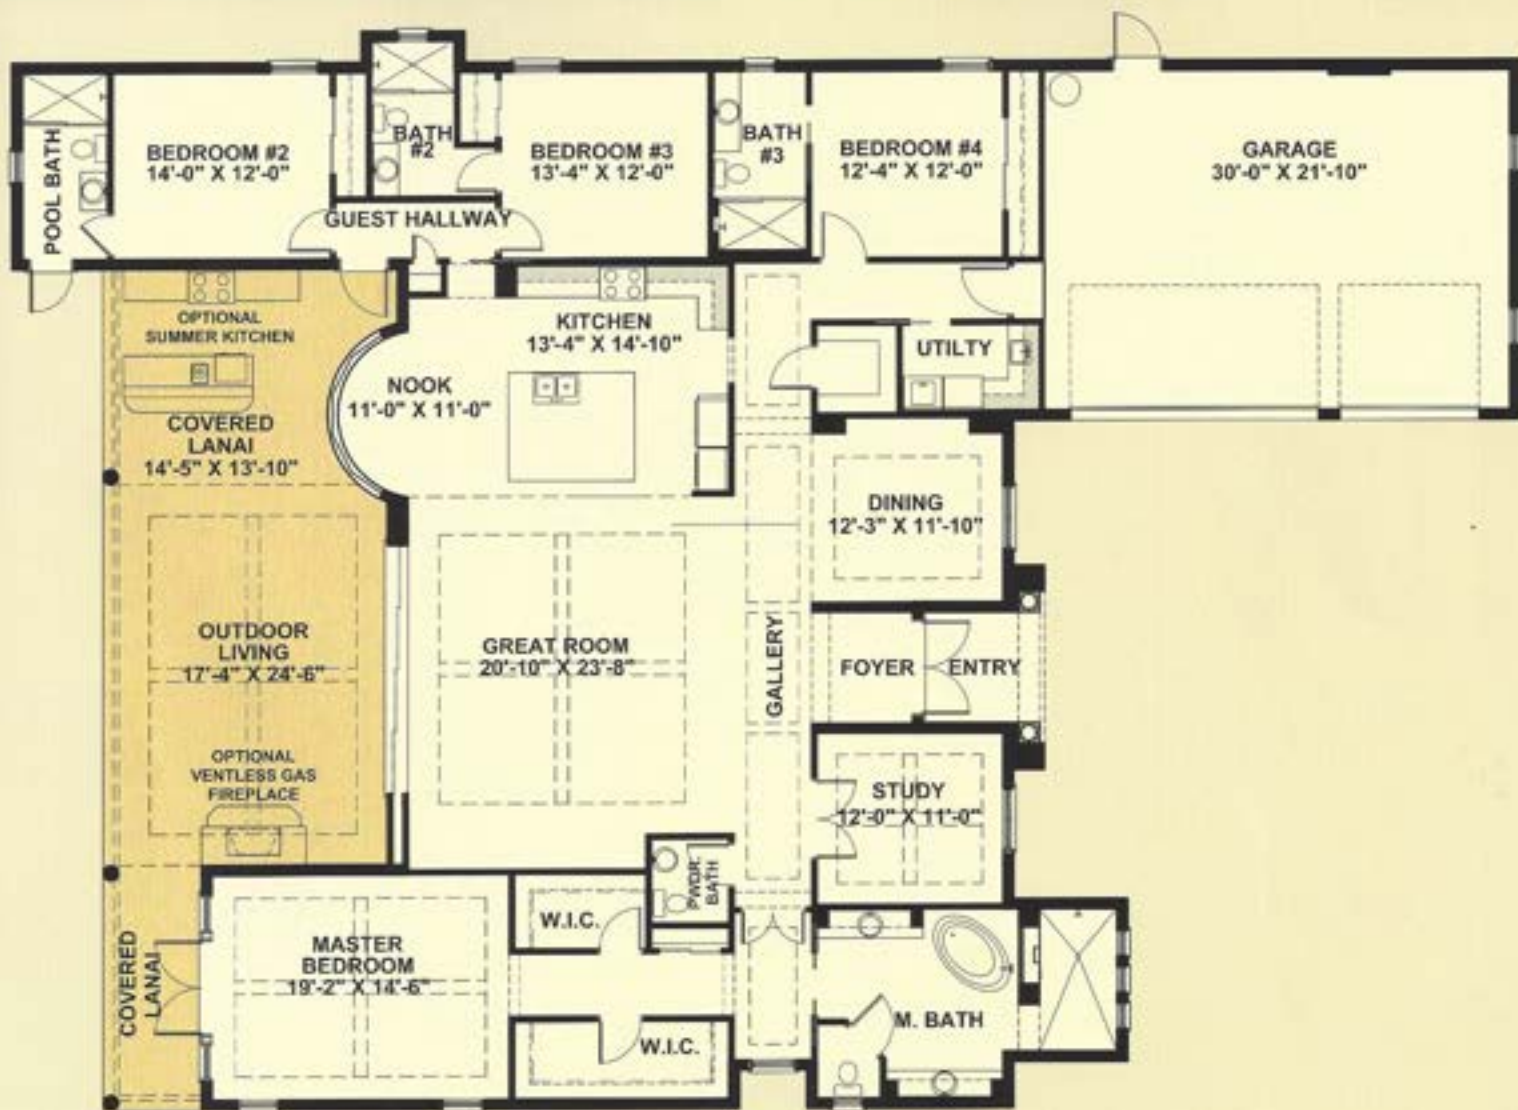 POOL BATH
BEDROOM #2
14'-0" X 12'-0"
BATH
#2
BEDROOM #3
13'-4" X 12'-0"
BATH
#3
BEDROOM #4
12'-4" X 12'-0"
GARAGE
30'-0" X 21'-10"
GUEST HALLWAY
OPTIONAL
SUMMER KITCHEN
KITCHEN
13'-4" X 14'-10"
UTILTY
NOOK
11'-0" X 11'-0"
COVERED
LANAI
14'-5" X 13'-10"
DINING
12'-3" X 11'-10"
OUTDOOR
LIVING
17'-4" X 24'-6"
GREAT ROOM
20'-10" X 23'-8"
GALLERY
FOYER
ENTRY
OPTIONAL
VENTLESS GAS
FIREPLACE
STUDY
12'-0" X 11'-0"
PWDR.
BATH
W.I.C.
MASTER
BEDROOM
19'-2" X 14'-6"
COVERED
LANAI
M. BATH
W.I.C.